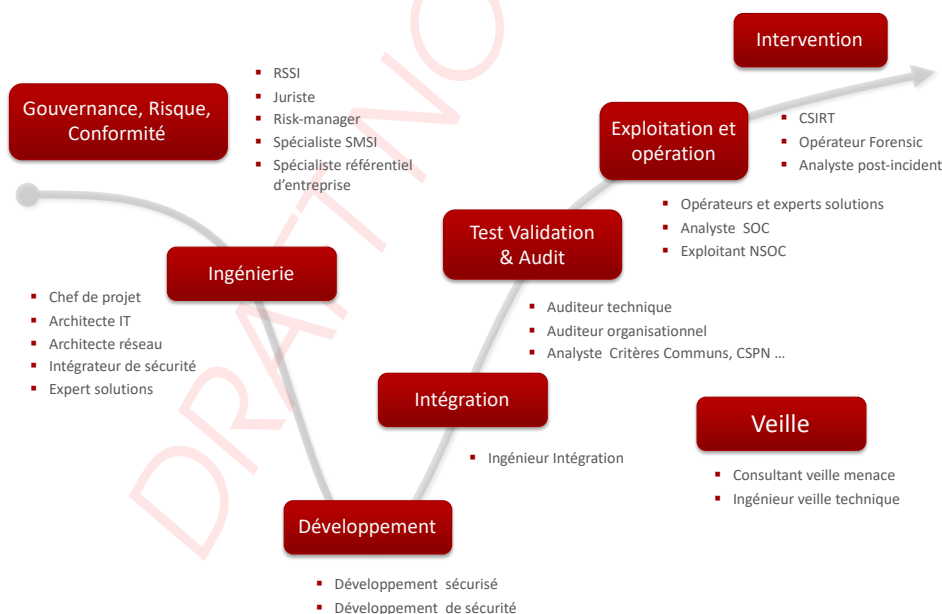 Gouvernance, Risque,
Conformité
RSSI
Juriste
Risk-manager
Spécialiste SMSI
Spécialiste référentiel
d'entreprise
Ingénierie
Chef de projet
Architecte IT
Architecte réseau
Intégrateur de sécurité
Expert solutions
Développement
Développement sécurisé
Développement de sécurité
Intégration
Ingénieur Intégration
Test Validation
& Audit
Auditeur technique
Auditeur organisationnel
Analyste Critères Communs, CSPN ...
Exploitation et
opération
Opérateurs et experts solutions
Analyste SOC
Exploitant NSOC
Intervention
CSIRT
Opérateur Forensic
Analyste post-incident
Veille
Consultant veille menace
Ingénieur veille technique
DRAFT NO